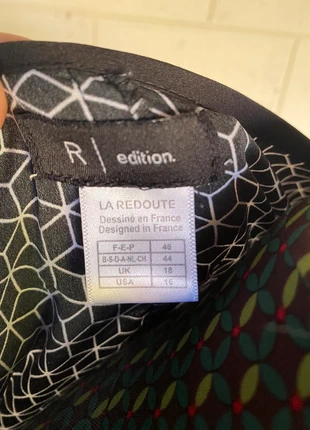 R | edition.
LA REDOUTE
Dessiné en France
Designed in France
F-E-P 46
B-S-D-A-NL-CH 44
UK 18
USA 16